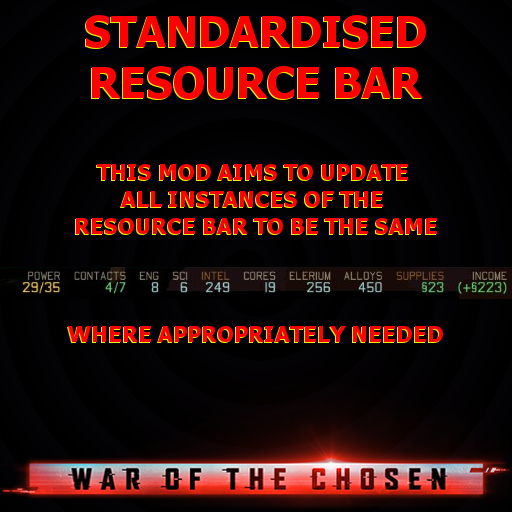 STANDARDISED
RESOURCE BAR
THIS MOD AIMS TO UPDATE
ALL INSTANCES OF THE
RESOURCE BAR TO BE THE SAME
POWER CONTACTS ENG SCI INTEL CORES ELERIUM ALLOYS SUPPLIES INCOME
29/35 4/7 8 6 249 19 256 450 §23 (+§223)
WHERE APPROPRIATELY NEEDED
WAR OF THE CHOSEN